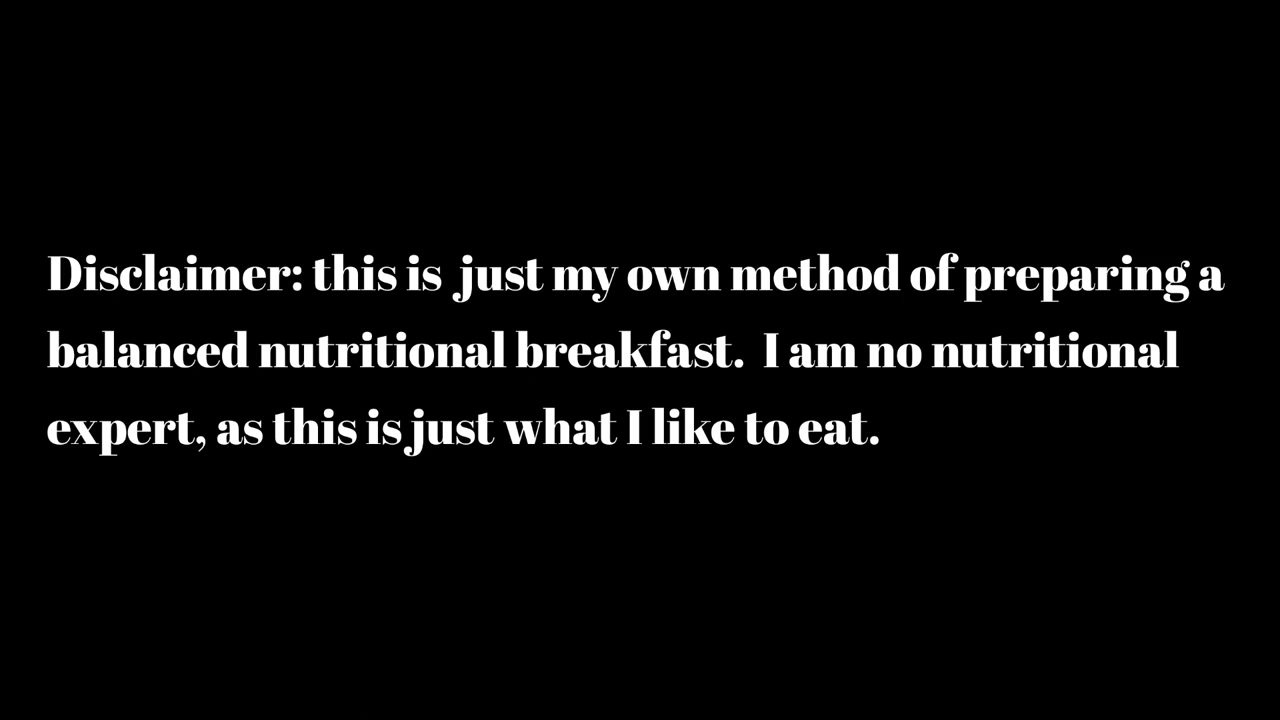 Disclaimer: this is  just my own method of preparing a
balanced nutritional breakfast.  I am no nutritional
expert, as this is just what I like to eat.